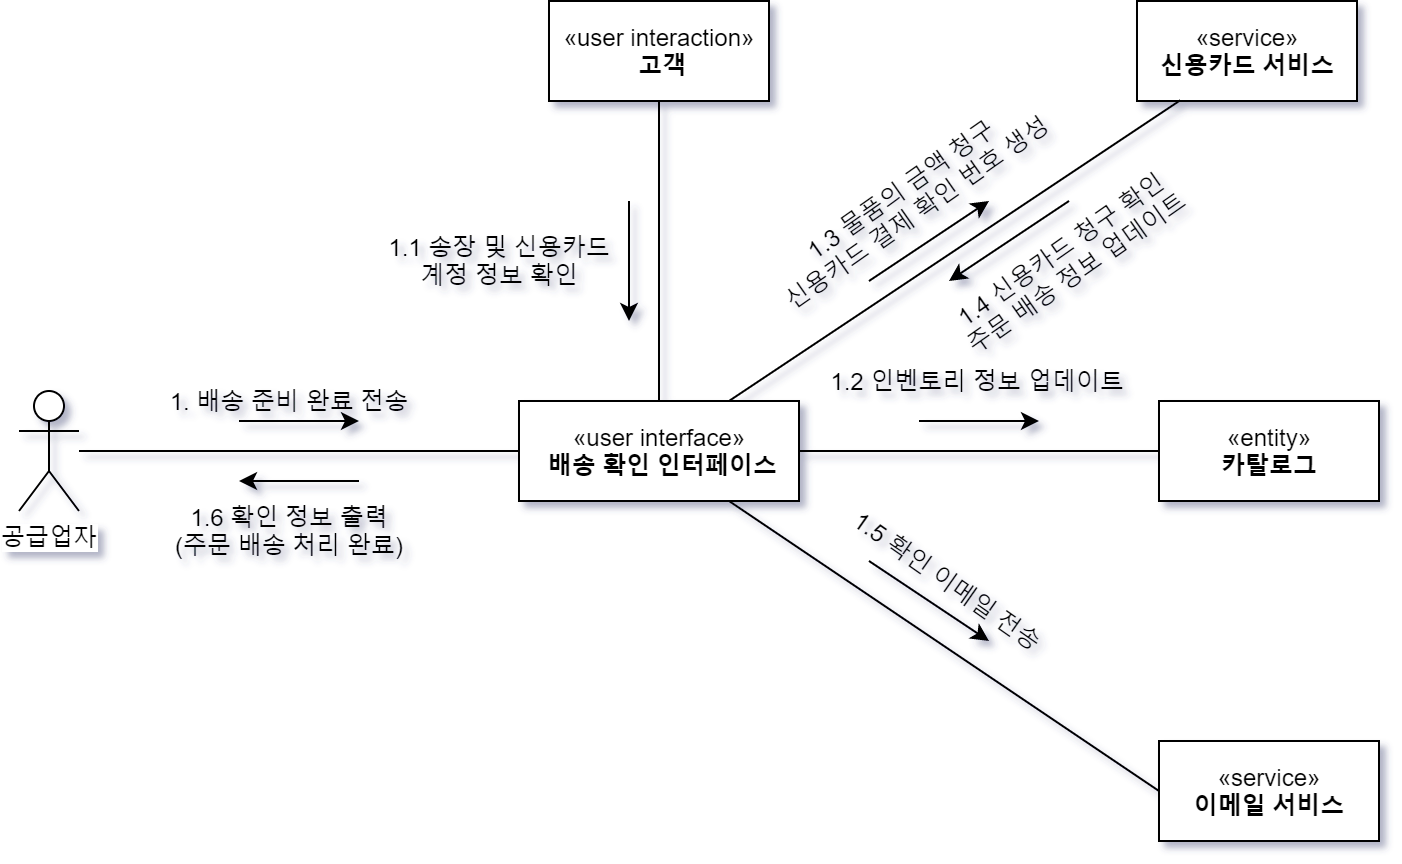 «user interaction»
고객
«service»
신용카드 서비스
1.3 물품의 금액 청구
신용카드 결제 확인 번호 생성
1.4 신용카드 청구 확인
주문 배송 정보 업데이트
1.1 송장 및 신용카드
계정 정보 확인
1.2 인벤토리 정보 업데이트
1. 배송 준비 완료 전송
«user interface»
배송 확인 인터페이스
«entity»
카탈로그
1.6 확인 정보 출력
(주문 배송 처리 완료)
공급업자
1.5 확인 이메일 전송
«service»
이메일 서비스